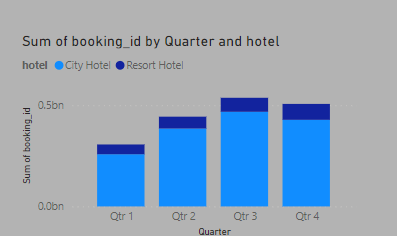 Sum of booking_id by Quarter and hotel
hotel City Hotel Resort Hotel
0.5bn
Sum of booking_id
0.0bn
Qtr 1 Qtr 2 Qtr 3 Qtr 4
Quarter